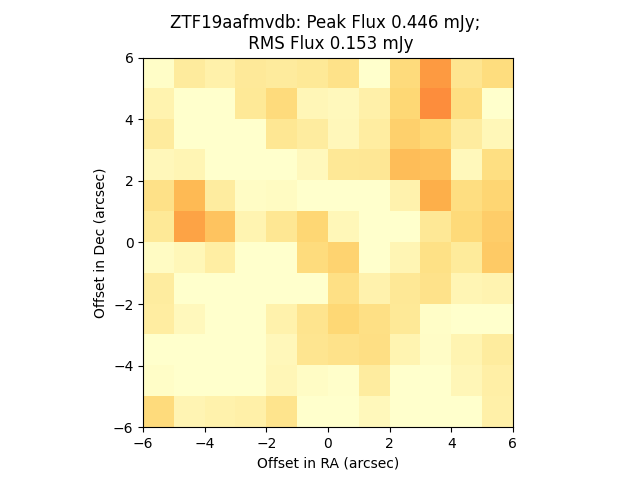 ZTF19aafmvdb: Peak Flux 0.446 mJy;
RMS Flux 0.153 mJy
6
4
2
0
−2
−4
−6
Offset in Dec (arcsec)
−6 −4 −2 0 2 4 6
Offset in RA (arcsec)